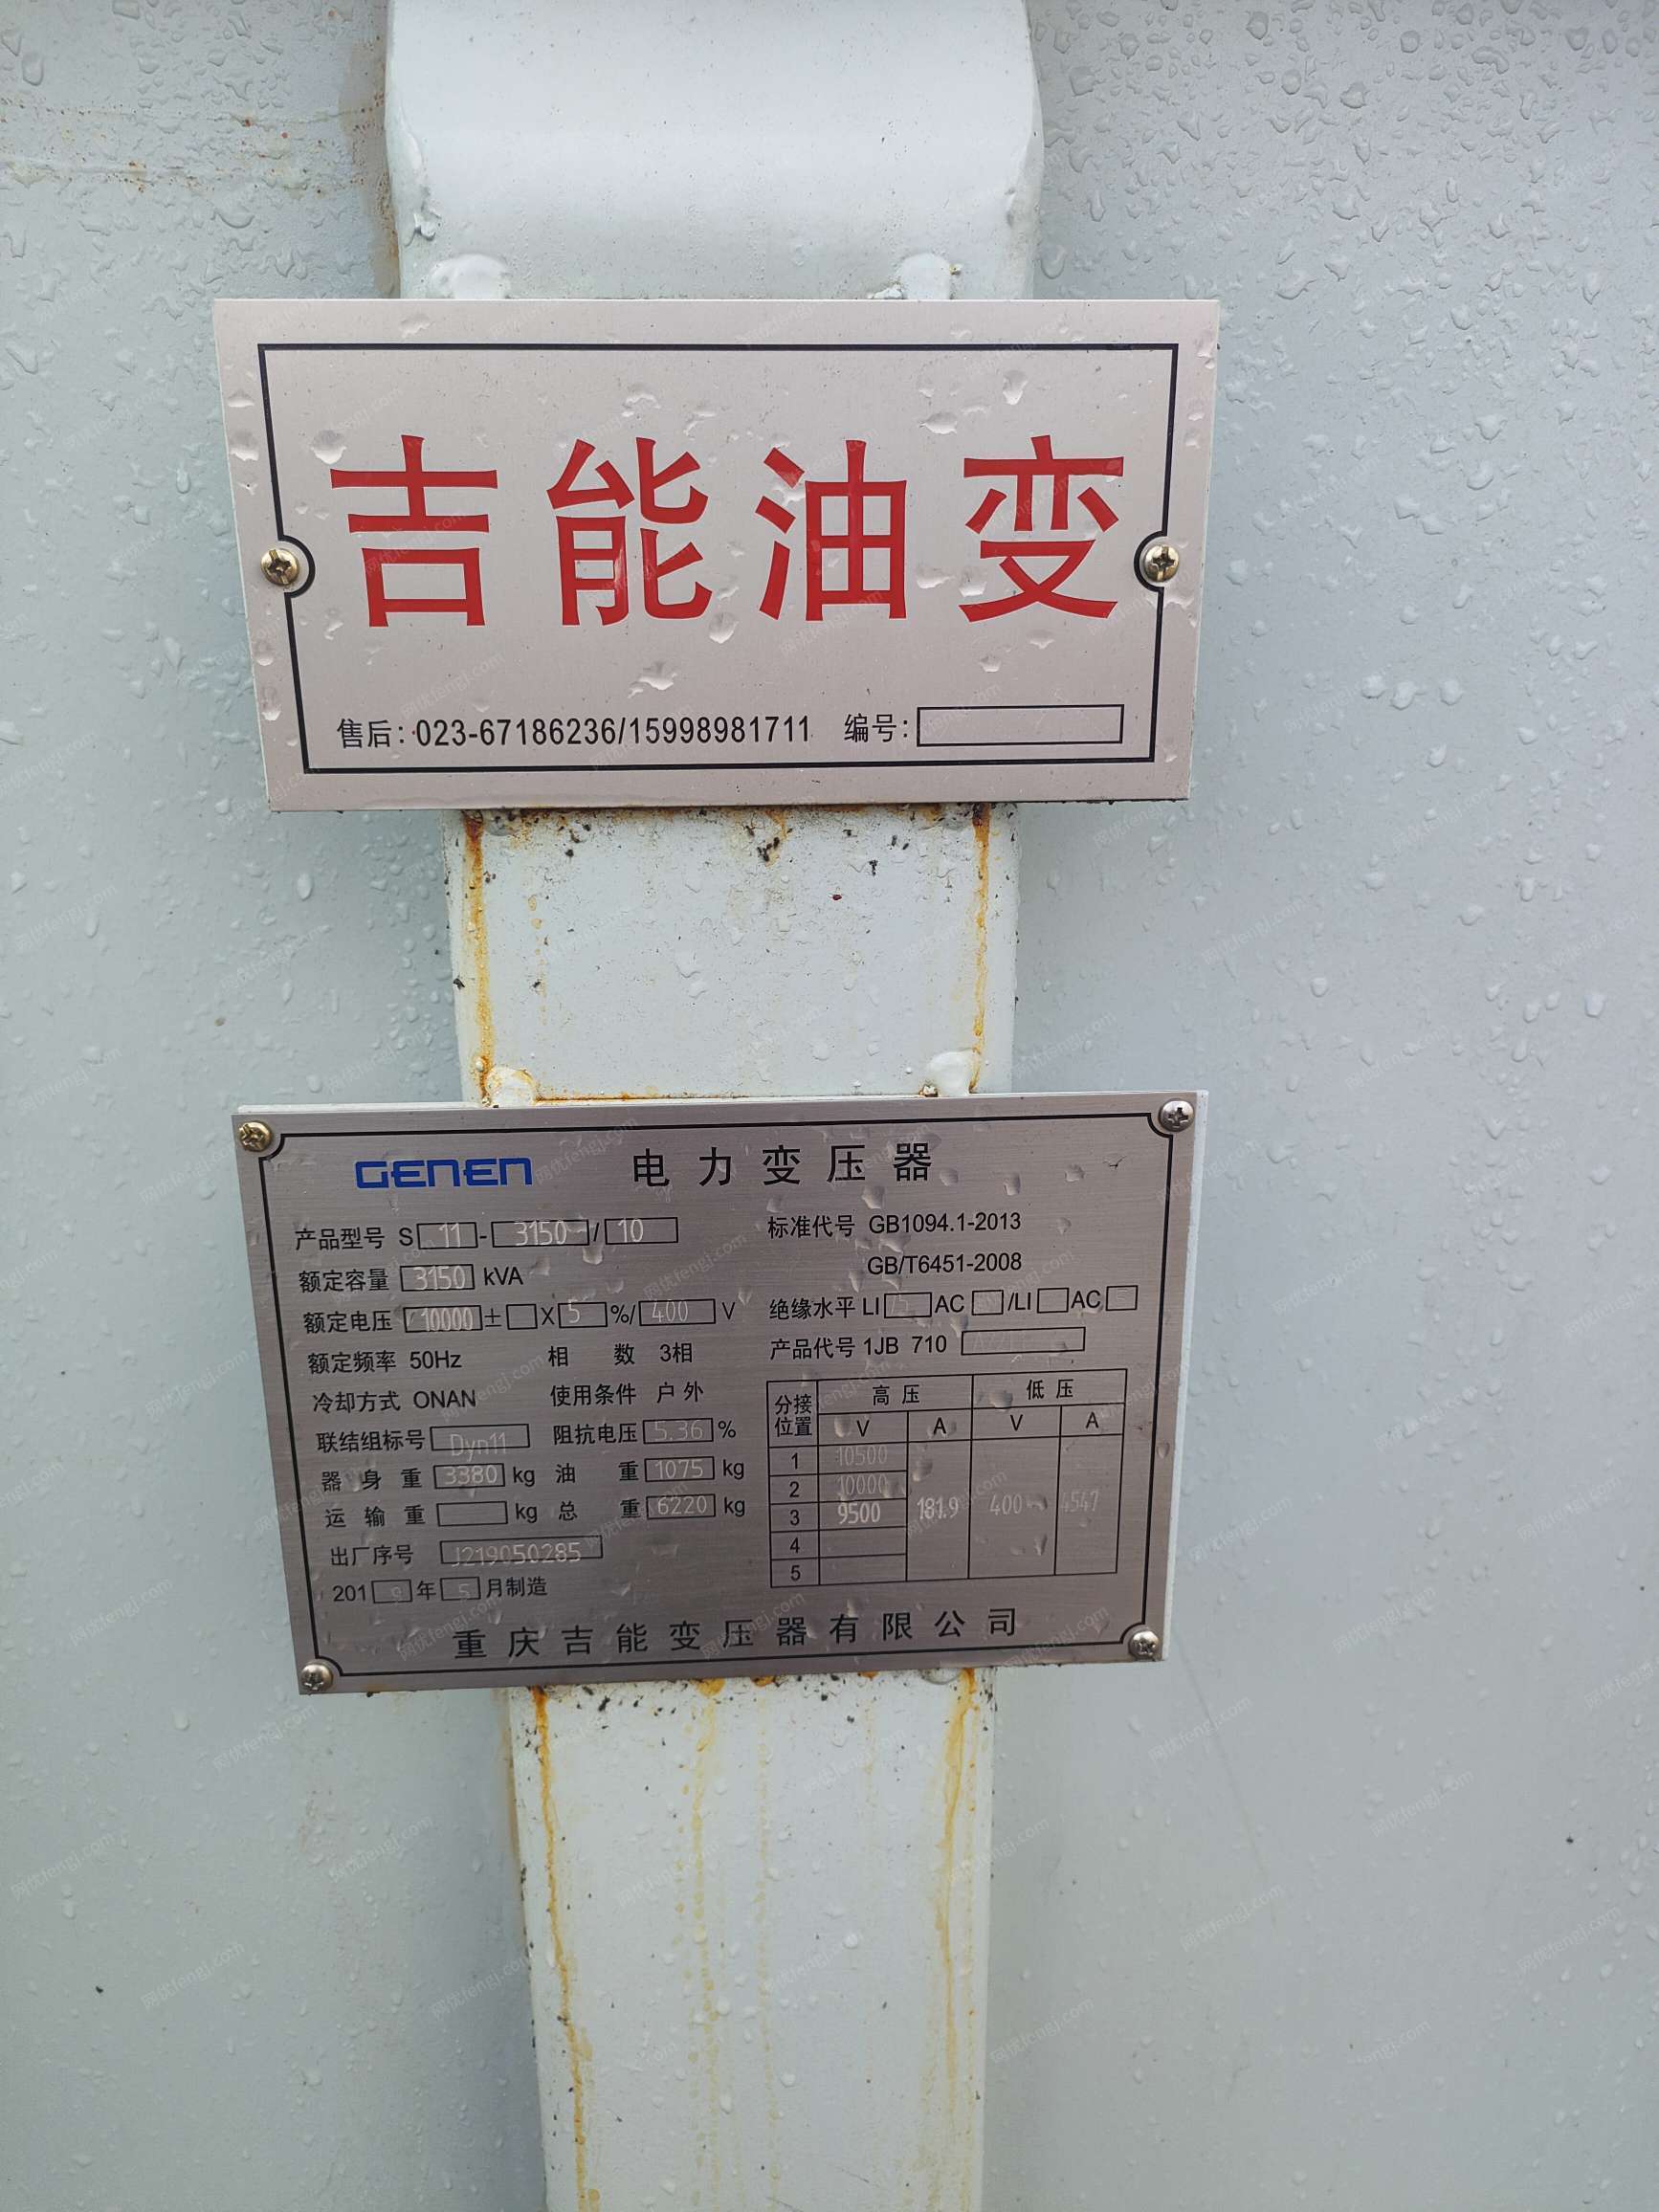 吉能油变
售后：023-67186236/15998981711 编号：
GENEN 电力变压器
产品型号 S 11 - 3150 / 10
标准代号 GB1094.1-2013
额定容量 3150 kVA
GB/T6451-2008
额定电压 10000 ± X 5 %/ 400 V
绝缘水平 LI 75 AC /LI AC
产品代号 1JB 710
额定频率 50Hz 相数 3相
冷却方式 ONAN 使用条件 户外
联结组标号 Dyn11 阻抗电压 5.36 %
器身重 3380 kg 油重 1075 kg
运输重 kg 总重 6220 kg
出厂序号 J219050285
201 9 年 5 月制造
分接位置 高压 低压
V A V A
1 10500
2 10000
3 9500 181.9 400 4547
4
5
重庆吉能变压器有限公司